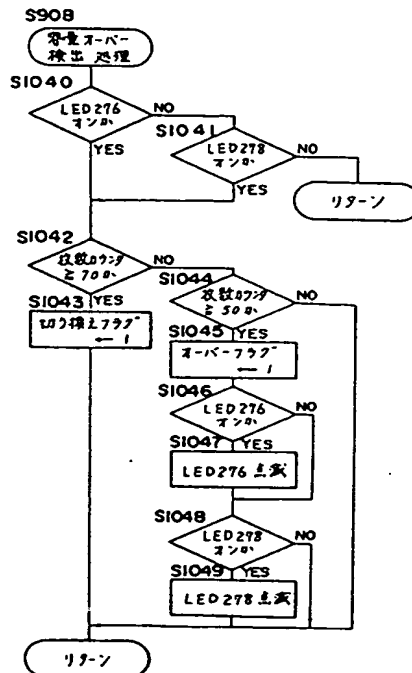 S908
容量オーバー
検出 処理
S1040
LED276
オンか
NO
YES
S1041
LED278
オンか
NO
YES
リターン
S1042
枚数カウンタ
≧70か
NO
YES
S1043
切り換えフラグ
←1
S1044
枚数カウンタ
≧50か
NO
YES
S1045
オーバーフラグ
←1
S1046
LED276
オンか
NO
YES
S1047
LED276 点滅
S1048
LED278
オンか
NO
YES
S1049
LED278 点滅
リターン